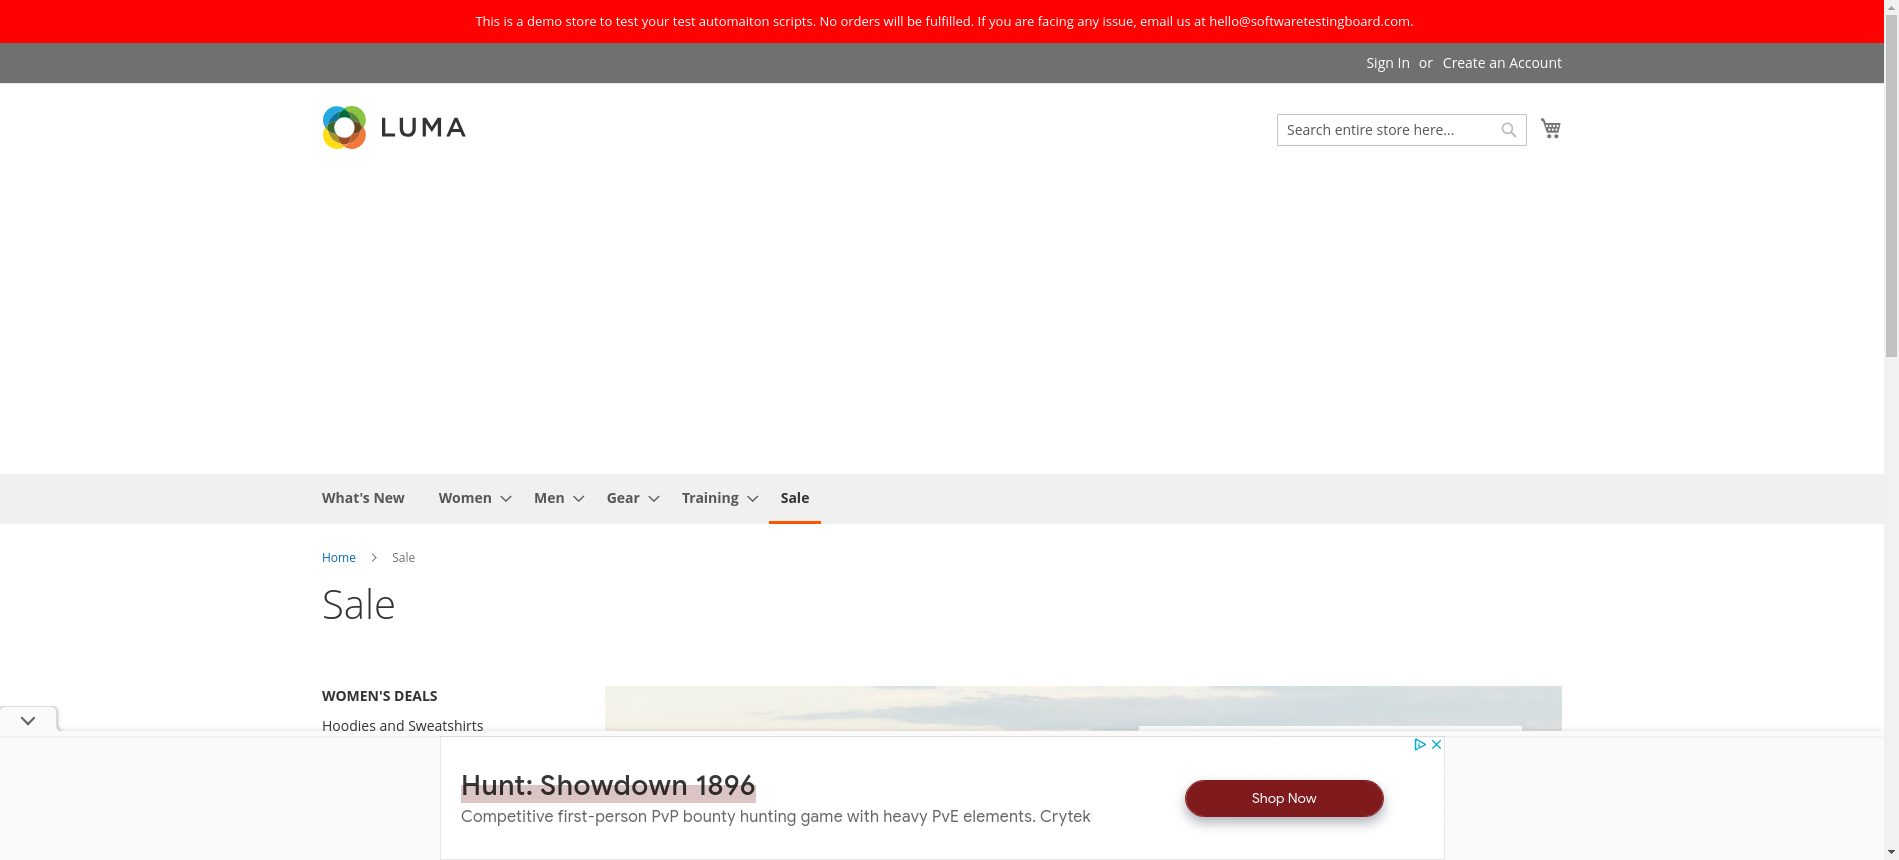 This is a demo store to test your test automaiton scripts. No orders will be fulfilled. If you are facing any issue, email us at hello@softwaretestingboard.com.
Sign In or Create an Account
LUMA
Search entire store here...
What's New Women Men Gear Training Sale
Home Sale
Sale
WOMEN'S DEALS
Hoodies and Sweatshirts
Hunt: Showdown 1896
Competitive first-person PvP bounty hunting game with heavy PvE elements. Crytek
Shop Now